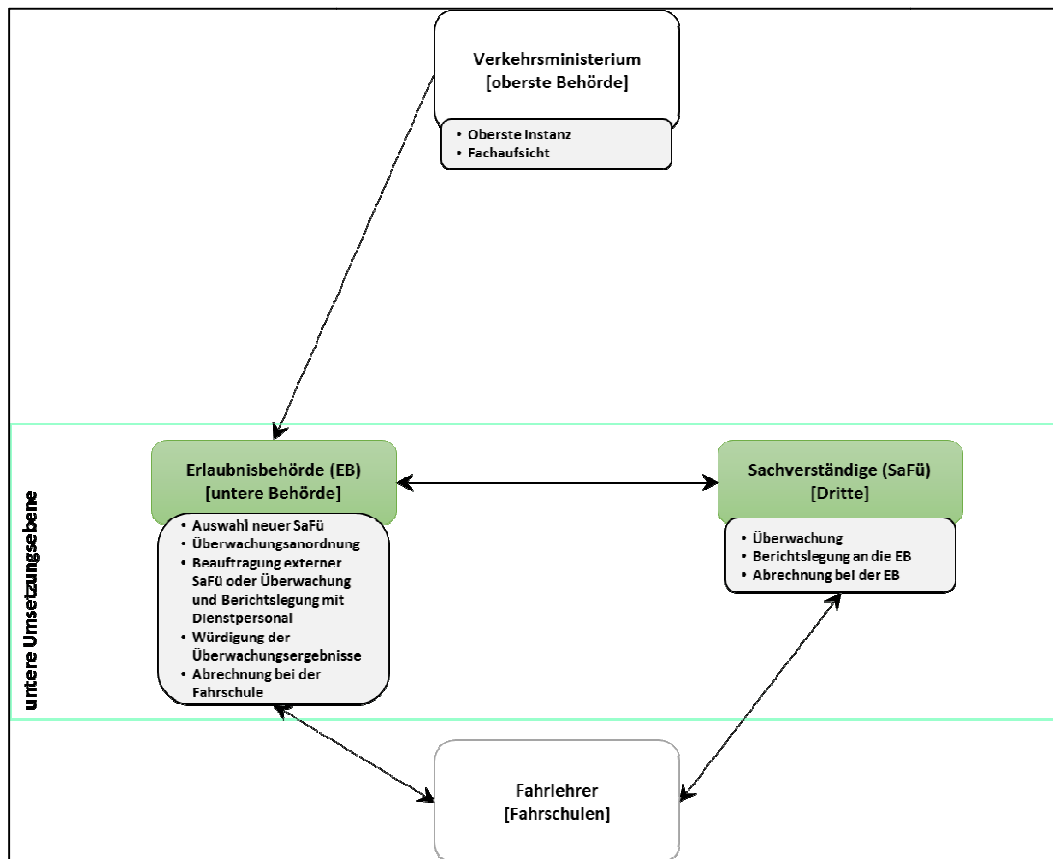 Verkehrsministerium
[oberste Behörde]
• Oberste Instanz
• Fachaufsicht
untere Umsetzungsebene
Erlaubnisbehörde (EB)
[untere Behörde]
• Auswahl neuer SaFü
• Überwachungsanordnung
• Beauftragung externer
SaFü oder Überwachung
und Berichtslegung mit
Dienstpersonal
• Würdigung der
Überwachungsergebnisse
• Abrechnung bei der
Fahrschule
Sachverständige (SaFü)
[Dritte]
• Überwachung
• Berichtslegung an die EB
• Abrechnung bei der EB
Fahrlehrer
[Fahrschulen]